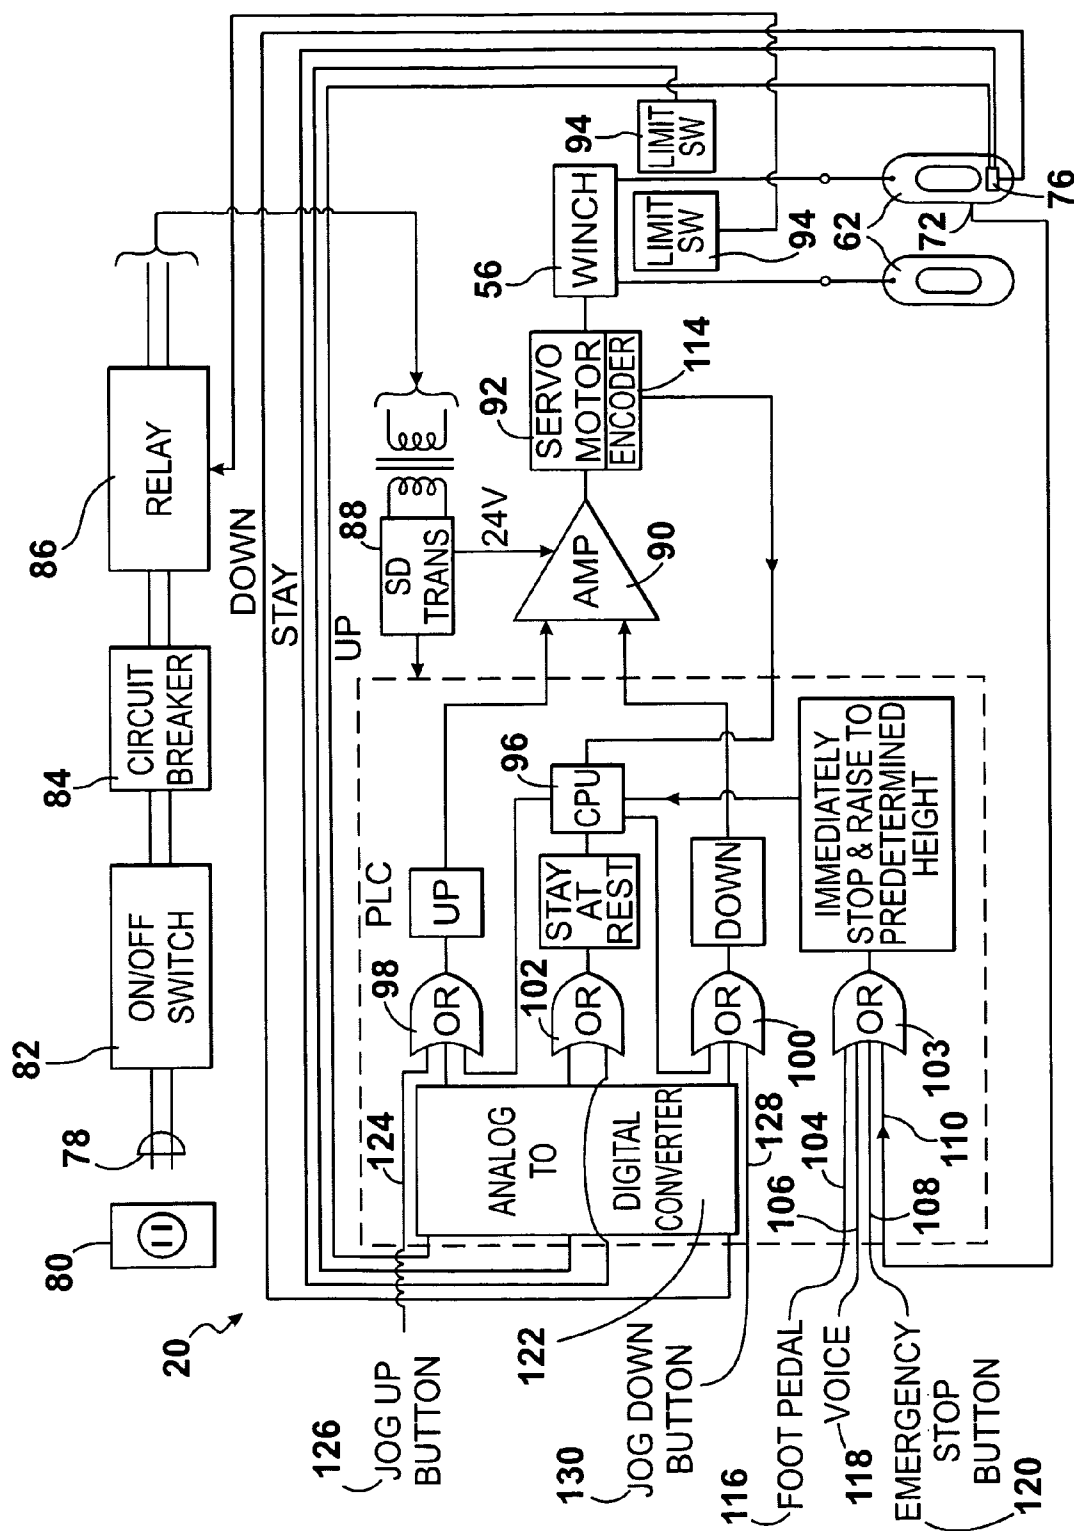 80
78
82
ON/OFF
SWITCH
84
CIRCUIT
BREAKER
86
RELAY
20
DOWN
STAY
UP
88
SD
TRANS
24V
PLC
126
JOG UP
BUTTON
124
ANALOG
TO
DIGITAL
CONVERTER
122
98
OR
UP
102
OR
STAY
AT
REST
96
CPU
AMP
90
92
SERVO
MOTOR
ENCODER
114
56
WINCH
94
LIMIT
SW
LIMIT
SW
94
62
72
76
130
JOG DOWN
BUTTON
128
OR
100
DOWN
116
FOOT PEDAL
118
VOICE
EMERGENCY
STOP
BUTTON
120
104
106
108
110
OR
103
IMMEDIATELY
STOP & RAISE TO
PREDETERMINED
HEIGHT